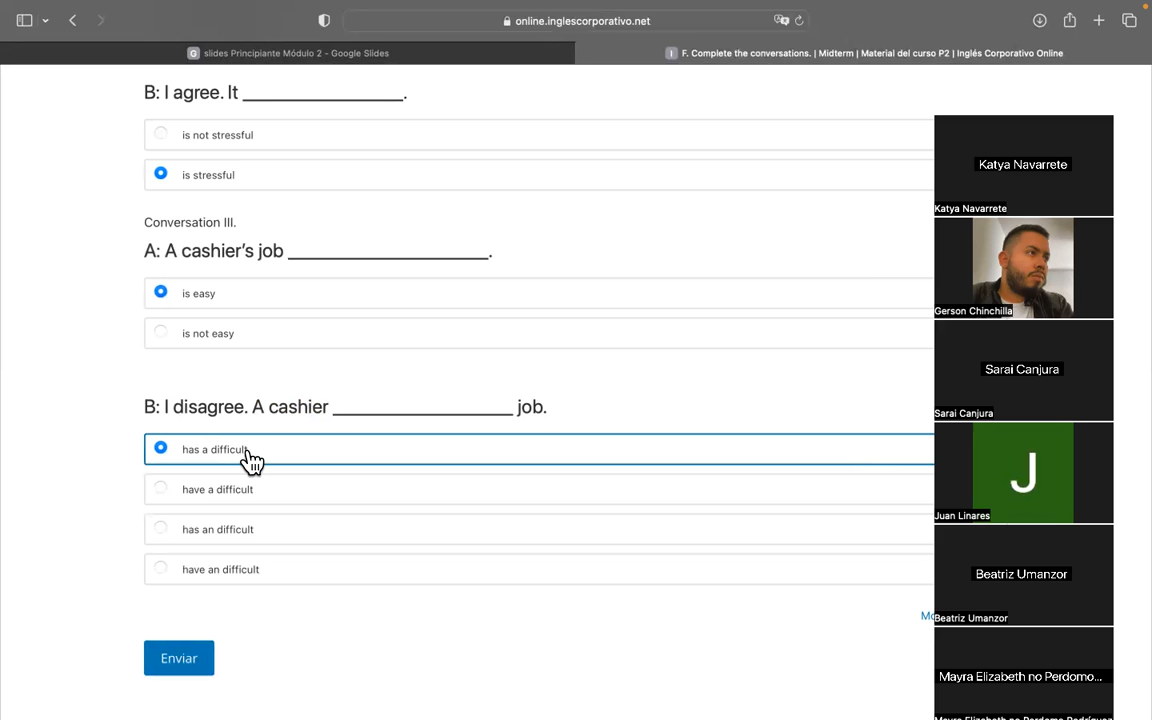 online.inglescorporativo.net
G slides Principiante Módulo 2 - Google Slides
I F. Complete the conversations. | Midterm | Material del curso P2 | Inglés Corporativo Online
B: I agree. It _________________.
is not stressful
is stressful
Conversation III.
A: A cashier’s job _____________________.
is easy
is not easy
B: I disagree. A cashier ___________________ job.
has a difficult
have a difficult
has an difficult
have an difficult
Enviar
Katya Navarrete
Katya Navarrete
Gerson Chinchilla
Sarai Canjura
Sarai Canjura
J
Juan Linares
Beatriz Umanzor
Beatriz Umanzor
Mayra Elizabeth no Perdomo...